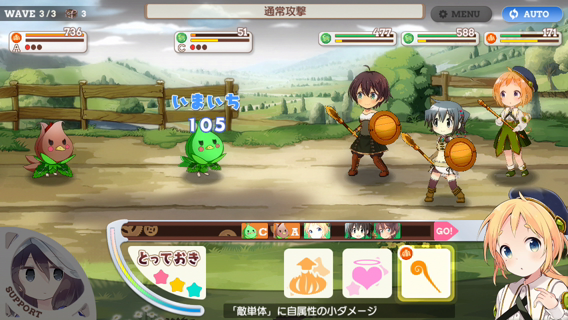 WAVE 3/3 3
通常攻撃
MENU
AUTO
736
A
51
C
477
588
171
いまいち
105
C A
GO!
とっておき
SUPPORT
「敵単体」に自属性の小ダメージ